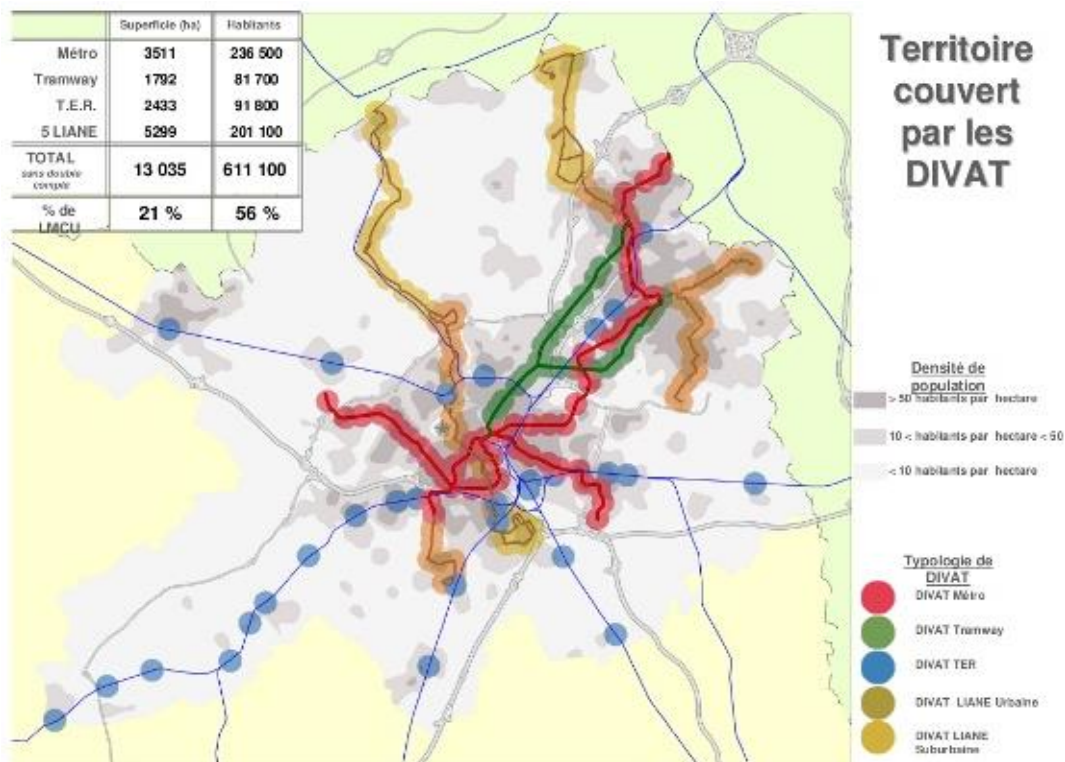 Superficie (ha) Habitants
Métro 3511 236 500
Tramway 1792 81 700
T.E.R. 2433 91 800
5 LIANE 5299 201 100
TOTAL
sans double
compte
13 035 611 100
% de
LMCU
21 % 56 %
Territoire
couvert
par les
DIVAT
Densité de
population
> 50 habitants par hectare
10 < habitants par hectare < 50
< 10 habitants par hectare
Typologie de
DIVAT
DIVAT Métro
DIVAT Tramway
DIVAT TER
DIVAT LIANE Urbaine
DIVAT LIANE
Suburbaine